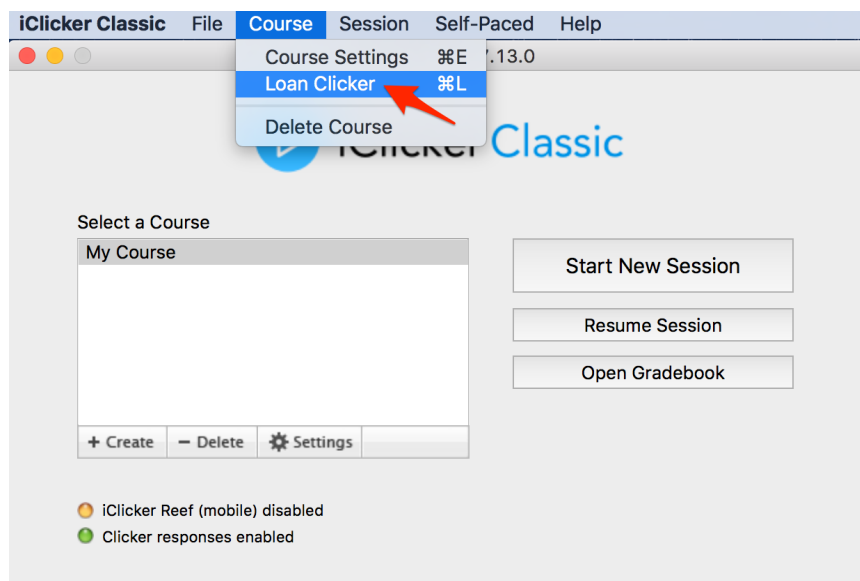 iClicker Classic File Course Session Self-Paced Help
Course Settings ⌘E .13.0
Loan Clicker ⌘L
Delete Course
iClicker Classic
Select a Course
My Course
Start New Session
Resume Session
Open Gradebook
+ Create − Delete Settings
iClicker Reef (mobile) disabled
Clicker responses enabled